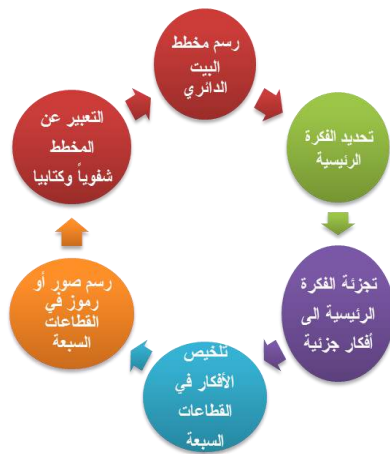 رسم مخطط
البيت
الدائري
تحديد الفكرة
الرئيسية
تجزئة الفكرة
الرئيسية الى
أفكار جزئية
تلخيص
الأفكار في
القطاعات
السبعة
رسم صور أو
رموز في
القطاعات
السبعة
التعبير عن
المخطط
شفوياً وكتابيا